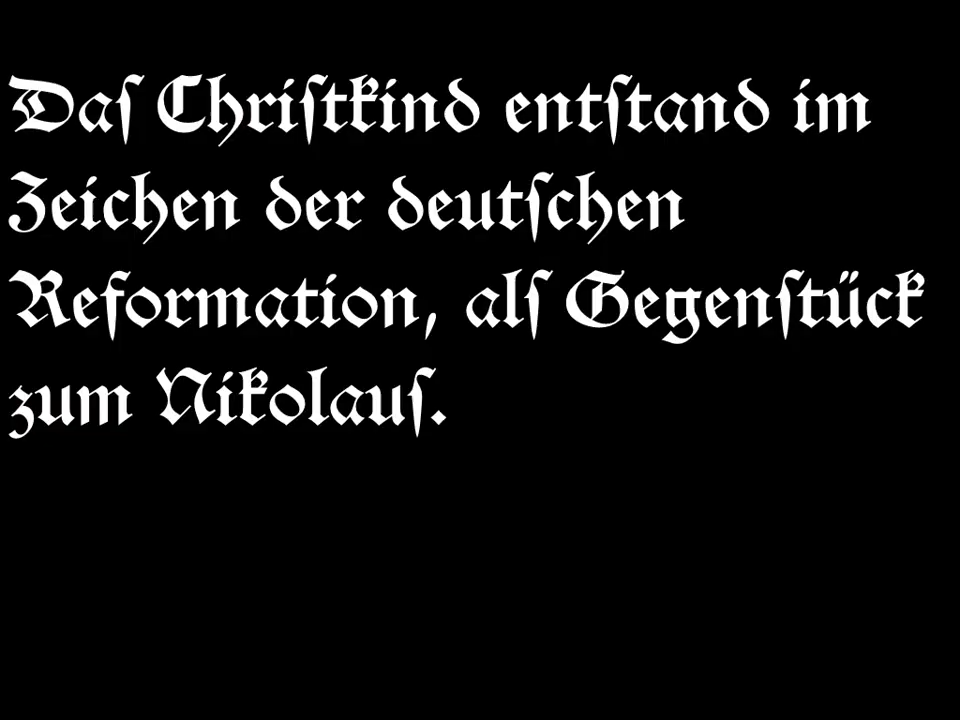 Daſ Chriſtkind entſtand im
Zeichen der deutſchen
Reformation, alſ Gegenſtück
zum Nikolauſ.